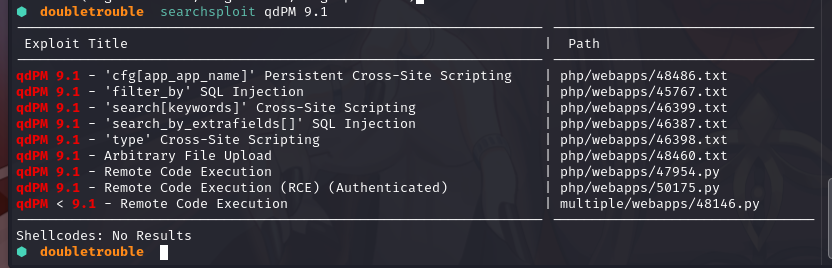 doubletrouble searchsploit qdPM 9.1
Exploit Title | Path
qdPM 9.1 - 'cfg[app_app_name]' Persistent Cross-Site Scripting | php/webapps/48486.txt
qdPM 9.1 - 'filter_by' SQL Injection | php/webapps/45767.txt
qdPM 9.1 - 'search[keywords]' Cross-Site Scripting | php/webapps/46399.txt
qdPM 9.1 - 'search_by_extrafields[]' SQL Injection | php/webapps/46387.txt
qdPM 9.1 - 'type' Cross-Site Scripting | php/webapps/46398.txt
qdPM 9.1 - Arbitrary File Upload | php/webapps/48460.txt
qdPM 9.1 - Remote Code Execution | php/webapps/47954.py
qdPM 9.1 - Remote Code Execution (RCE) (Authenticated) | php/webapps/50175.py
qdPM < 9.1 - Remote Code Execution | multiple/webapps/48146.py
Shellcodes: No Results
doubletrouble